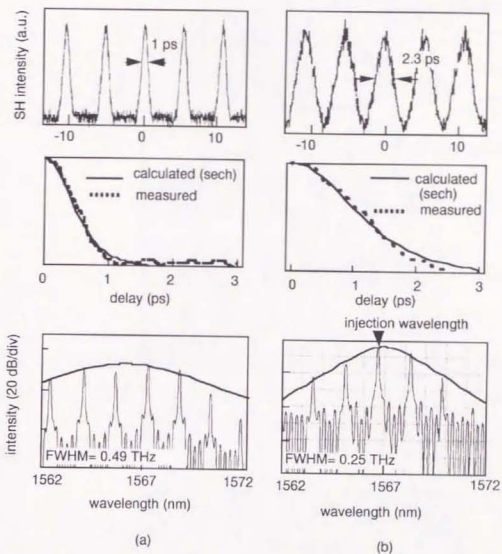 SH intensity (a.u.)
1 ps
-10 0 10
2.3 ps
-10 0 10
calculated (sech)
measured
0 1 2 3
delay (ps)
calculated
(sech)
measured
0 1 2 3
delay (ps)
injection wavelength
intensity (20 dB/div)
FWHM= 0.49 THz
1562 1567 1572
wavelength (nm)
FWHM= 0.25 THz
1562 1567 1572
wavelength (nm)
(a)
(b)